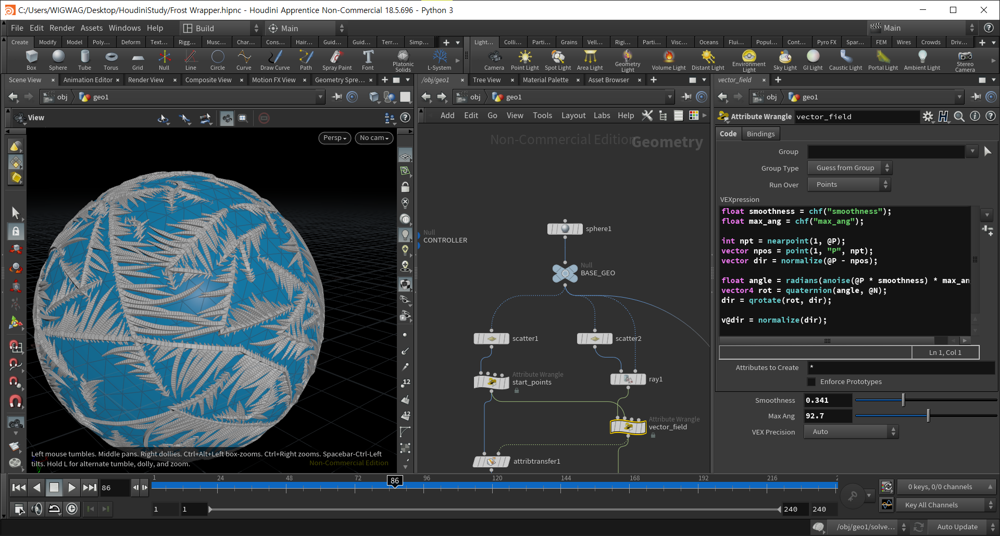 C:/Users/WIGWAG/Desktop/HoudiniStudy/Frost Wrapper.hipnc - Houdini Apprentice Non-Commercial 18.5.696 - Python 3
File Edit Render Assets Windows Help Build Main Main
Create Modify Model Poly... Deform Text... Rigg... Musc... Char... Cons... Hair... Guid... Guid... Terr... Simp... Light... Colli... Parti... Grains Vell... Rigi... Parti... Visc... Oceans Flui... Popul... Cont... Pyro FX Spar... FEM Wires Crowds Driv...
Box Sphere Tube Torus Grid Null Line Circle Curve Draw Curve Path Spray Paint Font Platonic Solids L-System Camera Point Light Spot Light Area Light Geometry Light Volume Light Distant Light Environment Light Sky Light GI Light Caustic Light Portal Light Ambient Light Stereo Camera
Scene View Animation Editor Render View Composite View Motion FX View Geometry Spre... /obj/geo1 Tree View Material Palette Asset Browser vector_field
obj geo1 obj geo1 obj geo1
View
Persp No cam
Left mouse tumbles. Middle pans. Right dollies. Ctrl+Alt+Left box-zooms. Ctrl+Right zooms. Spacebar-Ctrl-Left
tilts. Hold L for alternate tumble, dolly, and zoom.
Non-Commercial Edition
y
12
12
Add Edit Go View Tools Layout Labs Help
Non-Commercial Edition
Geometry
Null
CONTROLLER
sphere1
Null
BASE_GEO
scatter1
scatter2
Attribute Wrangle
start_points
ray1
Attribute Wrangle
vector_field
attribtransfer1
Attribute Wrangle vector_field
Code Bindings
Group
Group Type Guess from Group
Run Over Points
VEXpression
float smoothness = chf("smoothness");
float max_ang = chf("max_ang");
int npt = nearpoint(1, @P);
vector npos = point(1, "P", npt);
vector dir = normalize(@P - npos);
float angle = radians(anoise(@P * smoothness) * max_an
vector4 rot = quaternion(angle, @N);
dir = qrotate(rot, dir);
v@dir = normalize(dir);
Ln 1, Col 1
Attributes to Create *
Enforce Prototypes
Smoothness 0.341
Max Ang 92.7
VEX Precision Auto
86
1 24 48 72 86 96 120 144 168 192 216 2
1 1 240 240
0 keys, 0/0 channels
Key All Channels
/obj/geo1/solve... Auto Update